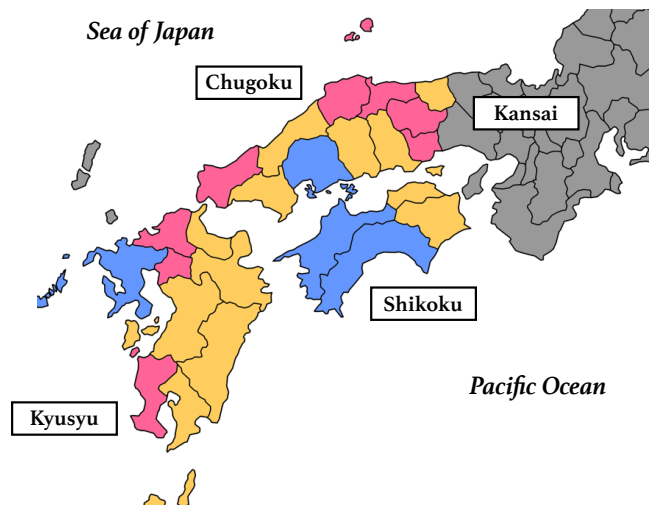 Sea of Japan
Chugoku
Kansai
Shikoku
Pacific Ocean
Kyusyu